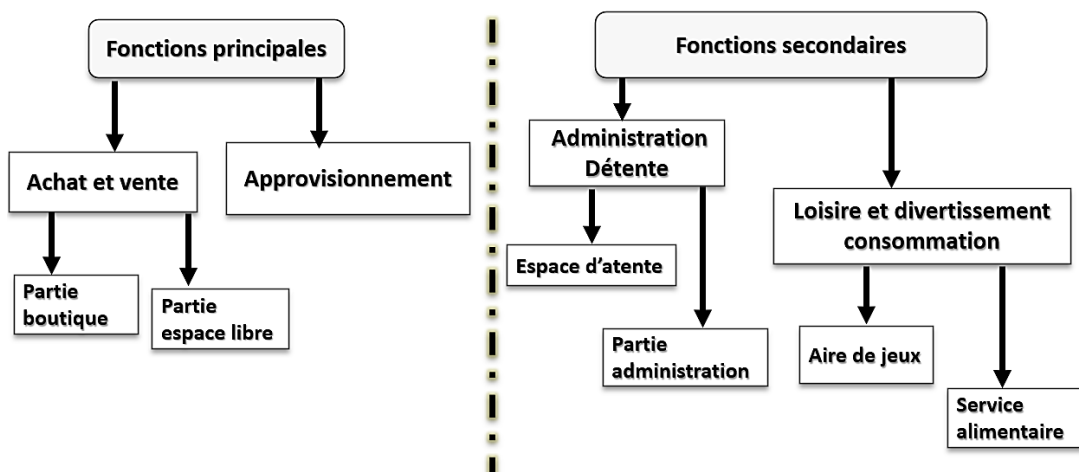 Fonctions principales
Achat et vente
Approvisionnement
Partie
boutique
Partie
espace libre
Fonctions secondaires
Administration
Détente
Espace d'atente
Partie
administration
Loisire et divertissement
consommation
Aire de jeux
Service
alimentaire